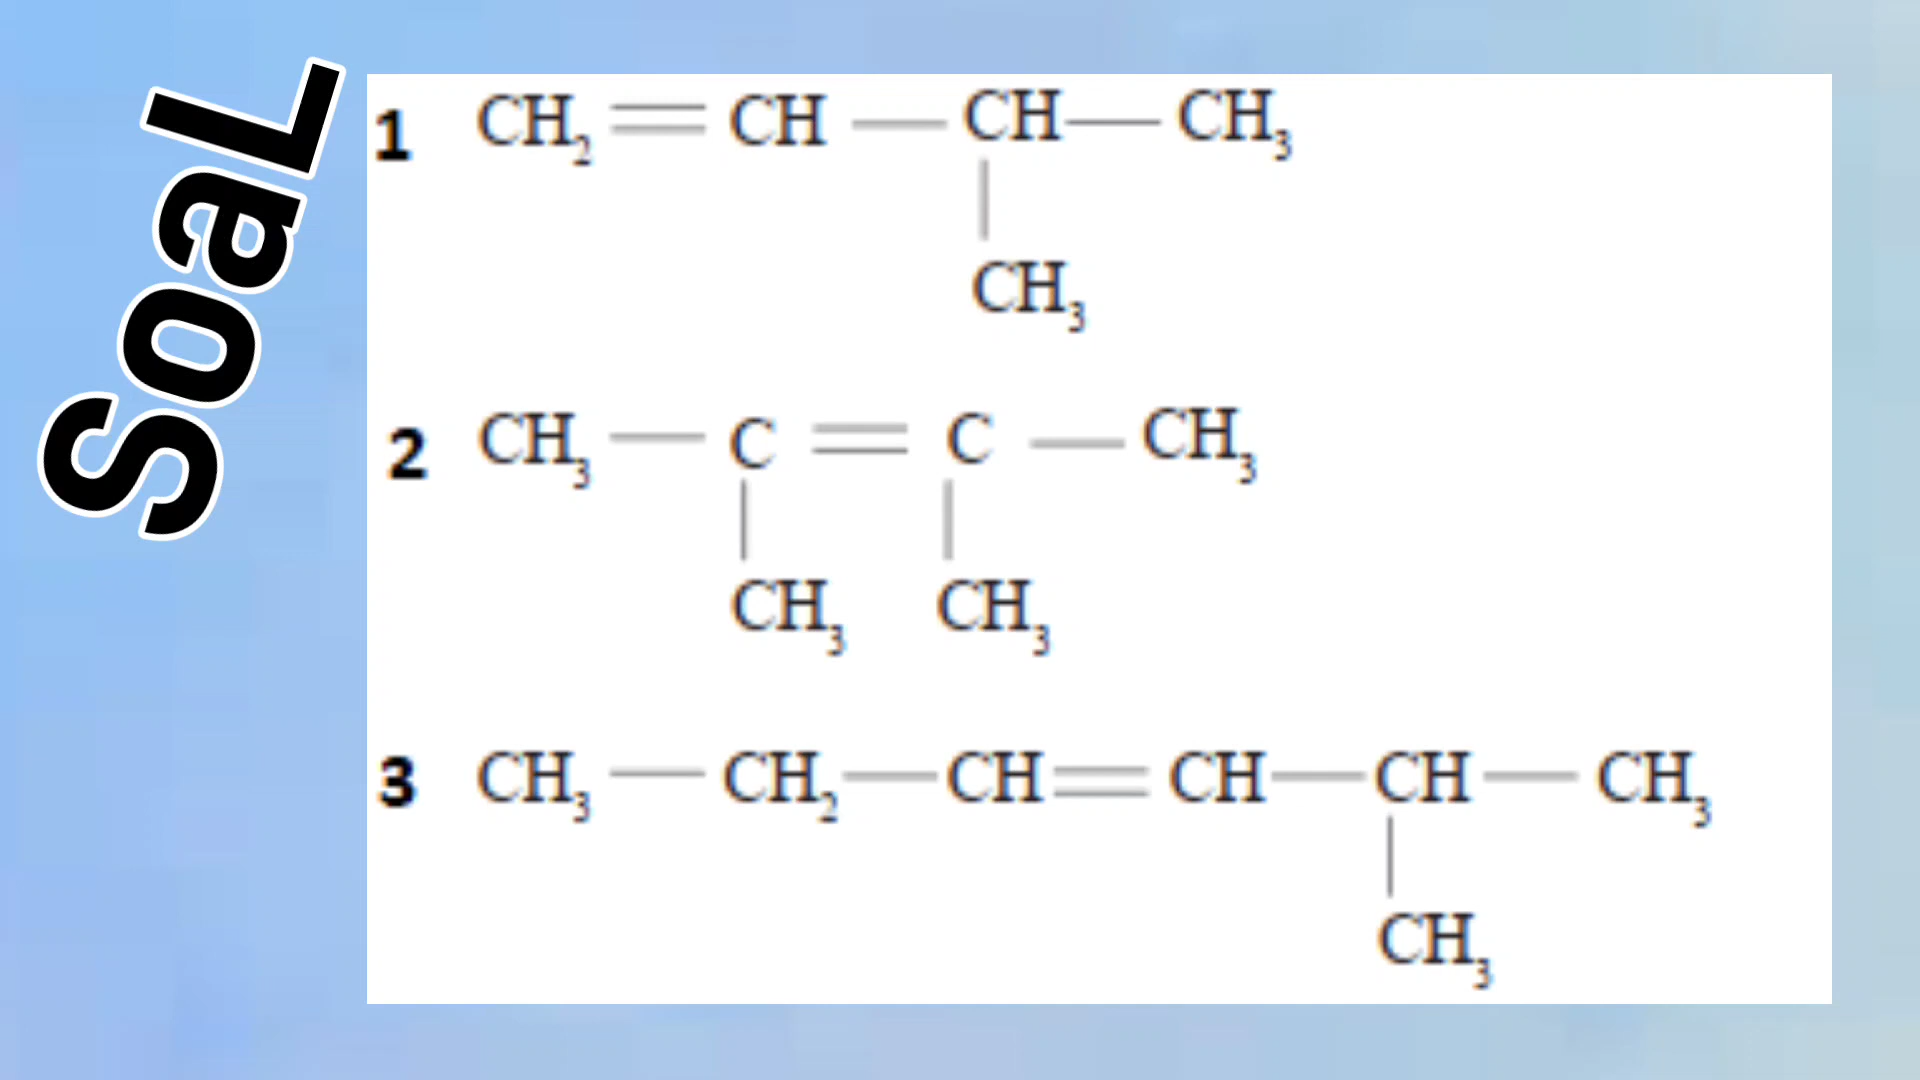 SoaL
1 CH₂ = CH — CH — CH₃
|
CH₃
2 CH₃ — C = C — CH₃
| |
CH₃ CH₃
3 CH₃ — CH₂ — CH = CH — CH — CH₃
|
CH₃